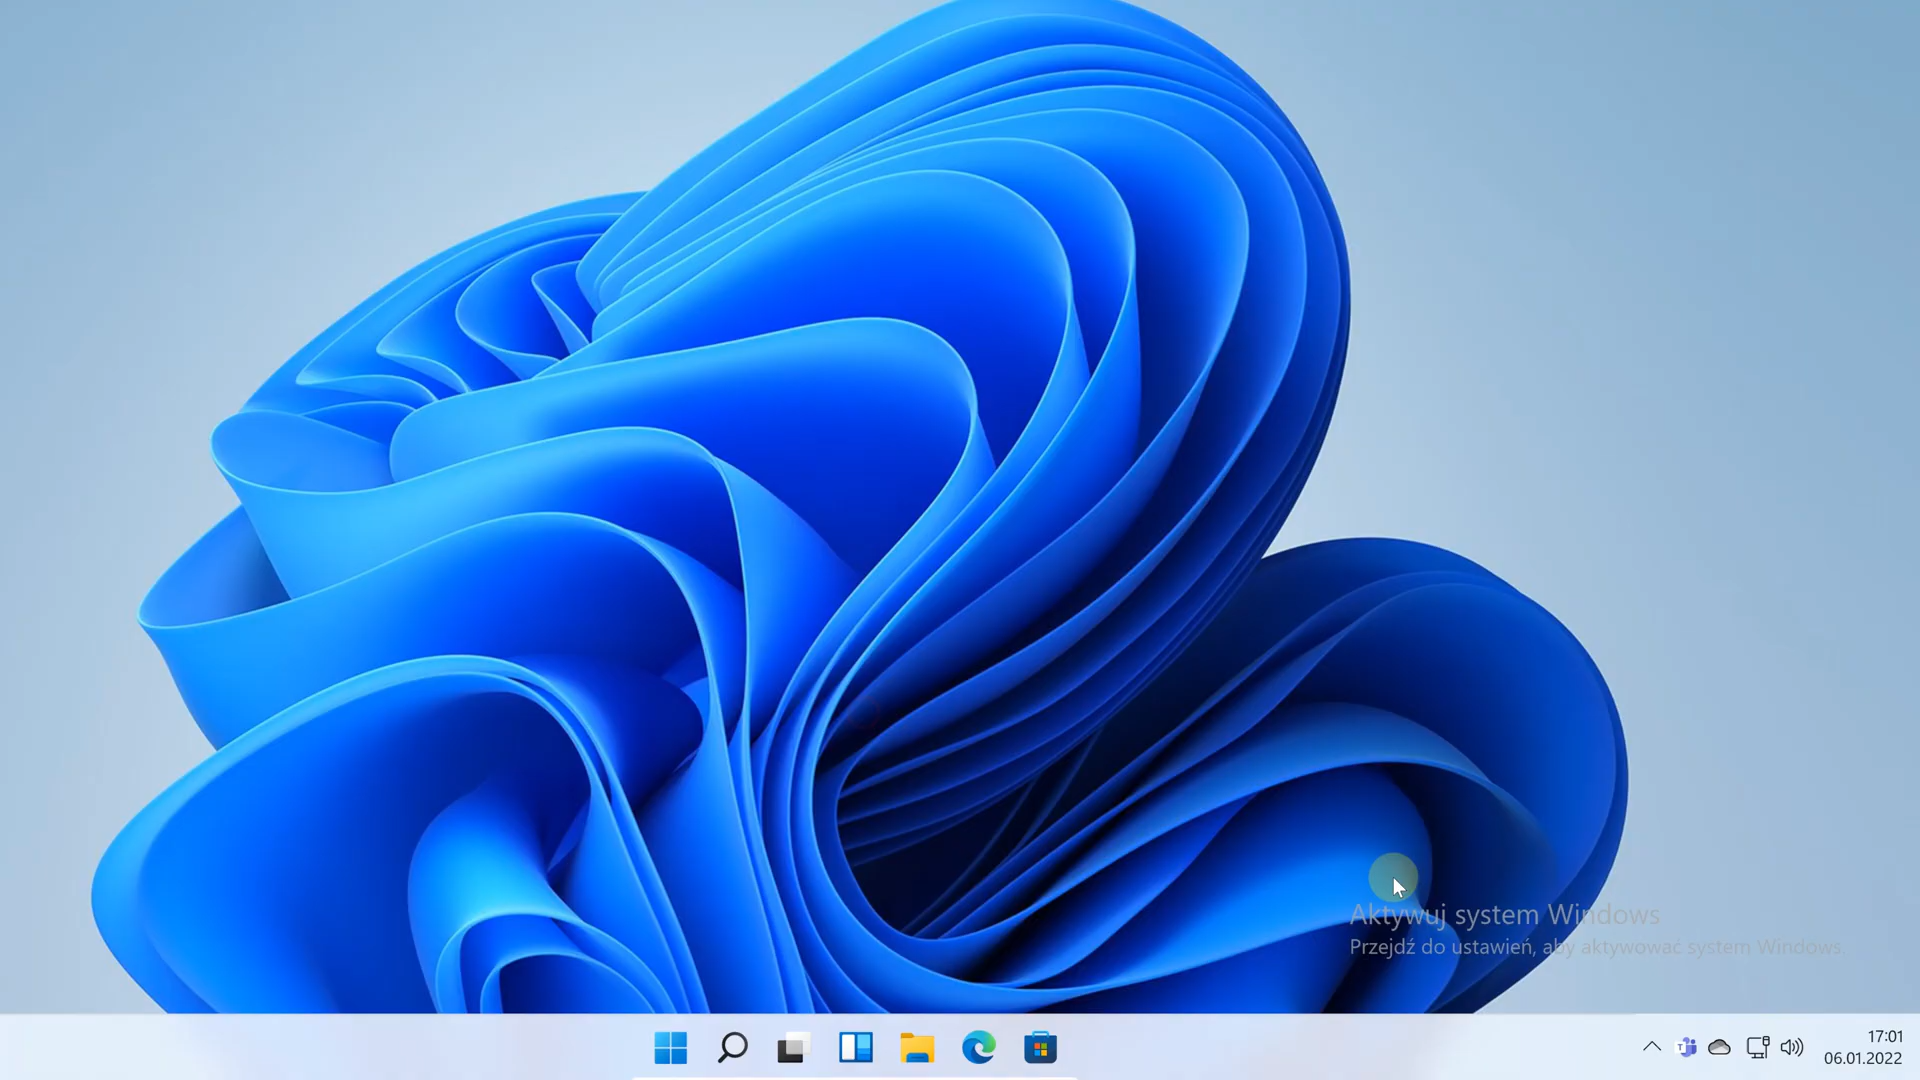 Aktywuj system Windows
Przejdź do ustawień, aby aktywować system Windows.
17:01
06.01.2022